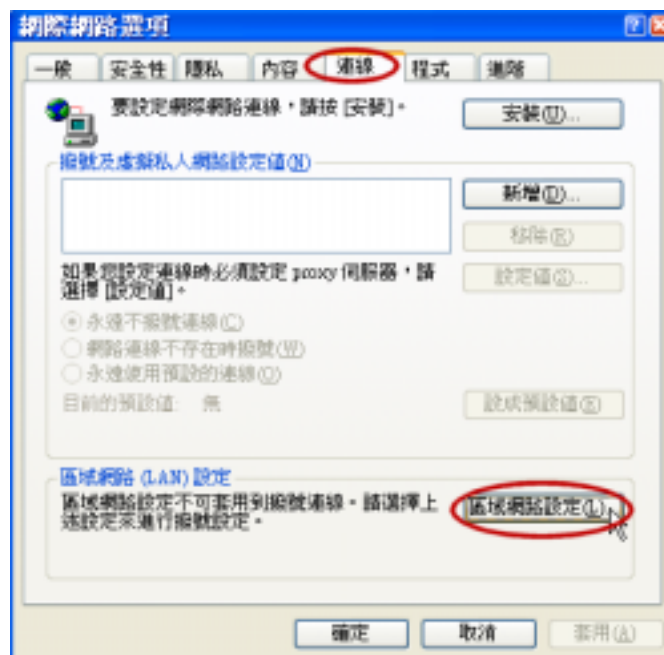 網際網路選項
一般 安全性 隱私 內容 連線 程式 進階
要設定網際網路連線，請按 [安裝]。
安裝(U)...
撥號及虛擬私人網路設定值(N)
新增(D)...
移除(R)
如果您設定連線時必須設定 proxy 伺服器，請
選擇 [設定值]。
設定值(S)...
永遠不撥號連線(C)
網路連線不存在時撥號(W)
永遠使用預設的連線(O)
目前的預設值: 無
設成預設值(E)
區域網路 (LAN) 設定
區域網路設定不可套用到撥號連線。請選擇上
述設定來進行撥號設定。
區域網路設定(L)...
確定 取消 套用(A)